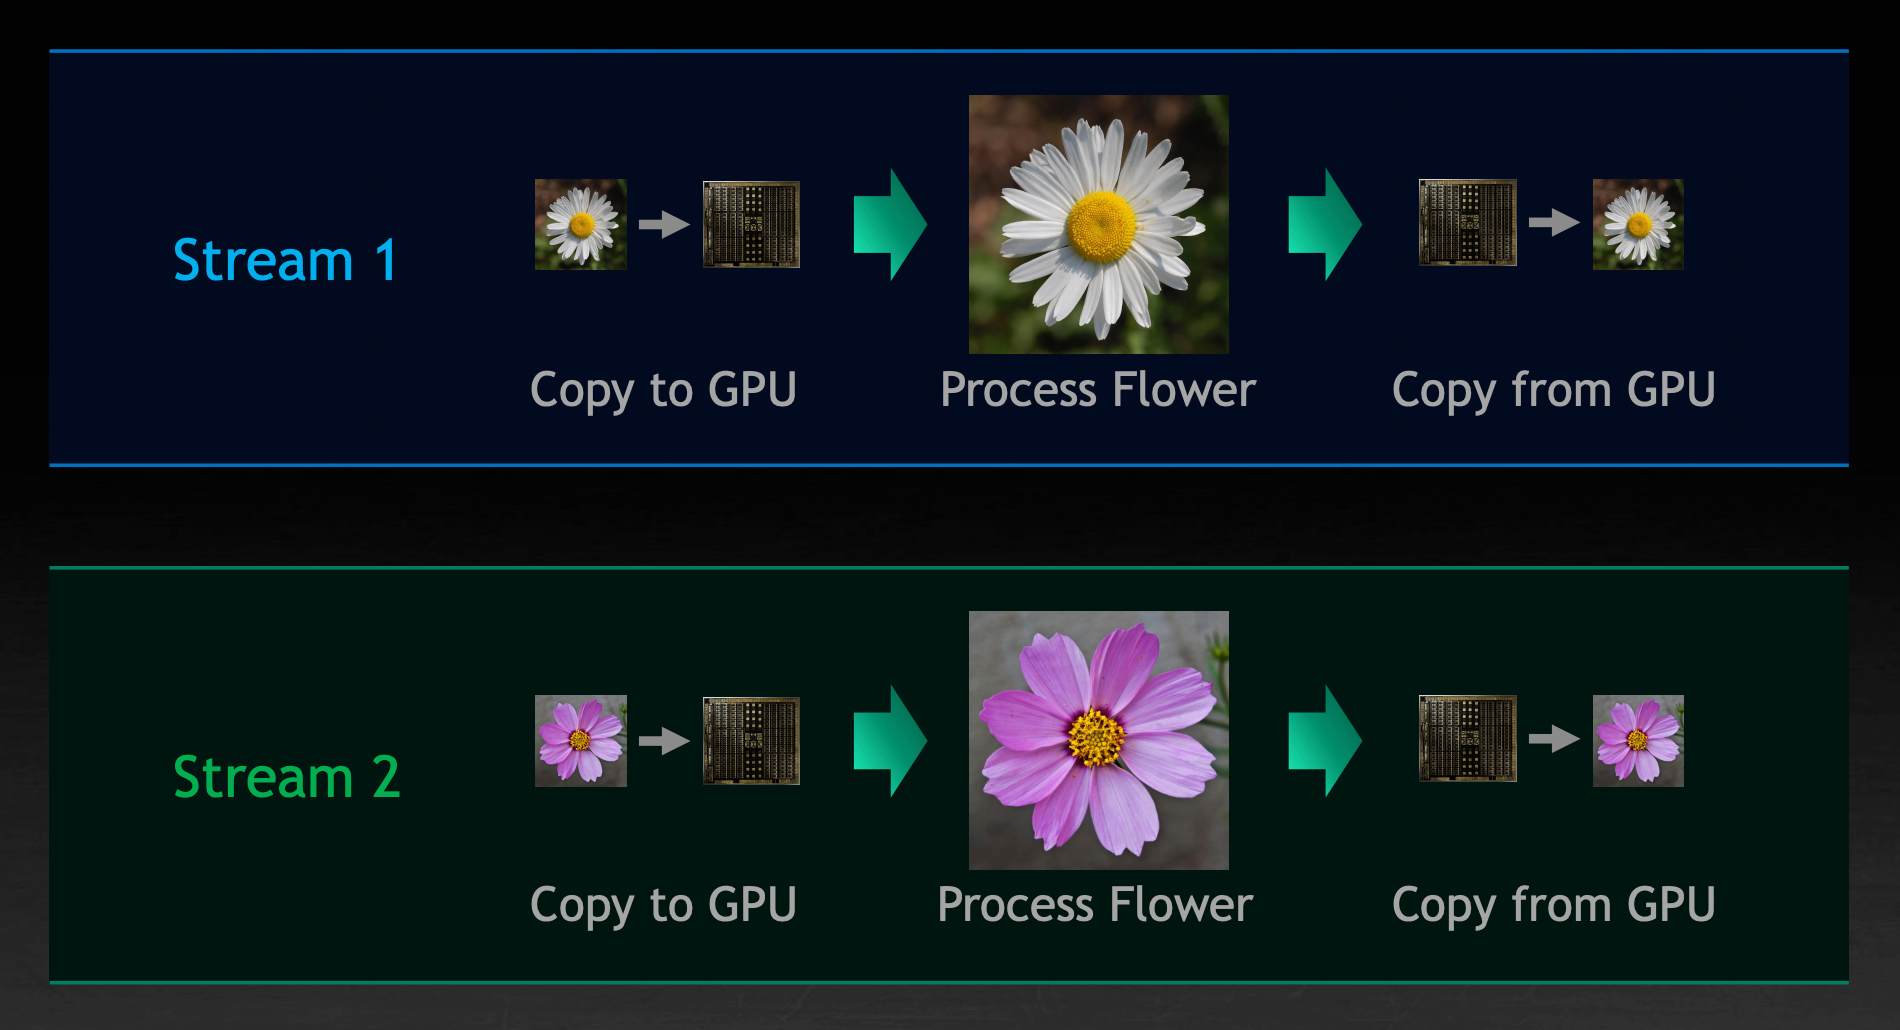 Stream 1
Copy to GPU
Process Flower
Copy from GPU
Stream 2
Copy to GPU
Process Flower
Copy from GPU